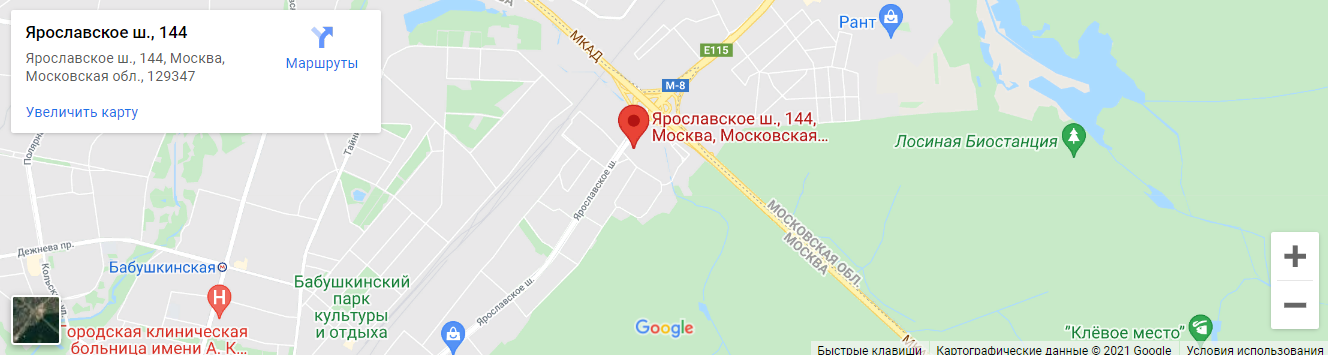 Ярославское ш., 144
Ярославское ш., 144, Москва,
Московская обл., 129347
Маршруты
Увеличить карту
МКАД
E115
М-8
Рант
Ярославское ш., 144,
Москва, Московская…
Лосиная Биостанция
Ярославское ш.
МОСКОВСКАЯ ОБЛ.
МОСКВА
Дежнева пр.
Бабушкинская
Бабушкинский
парк
культуры
и отдыха
Ярославское ш.
Городская клиническая
больница имени А. К…
Google
"Клёвое место"
Быстрые клавиши
Картографические данные © 2021 Google
Условия использования